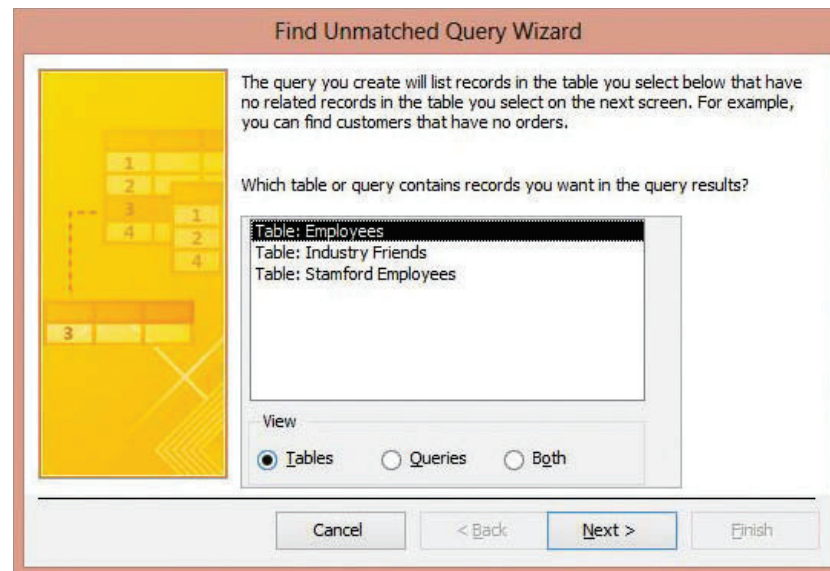 Find Unmatched Query Wizard
The query you create will list records in the table you select below that have
no related records in the table you select on the next screen. For example,
you can find customers that have no orders.
1
2
3
4
1
2
4
3
Which table or query contains records you want in the query results?
Table: Employees
Table: Industry Friends
Table: Stamford Employees
View
Tables Queries Both
Cancel < Back Next > Finish